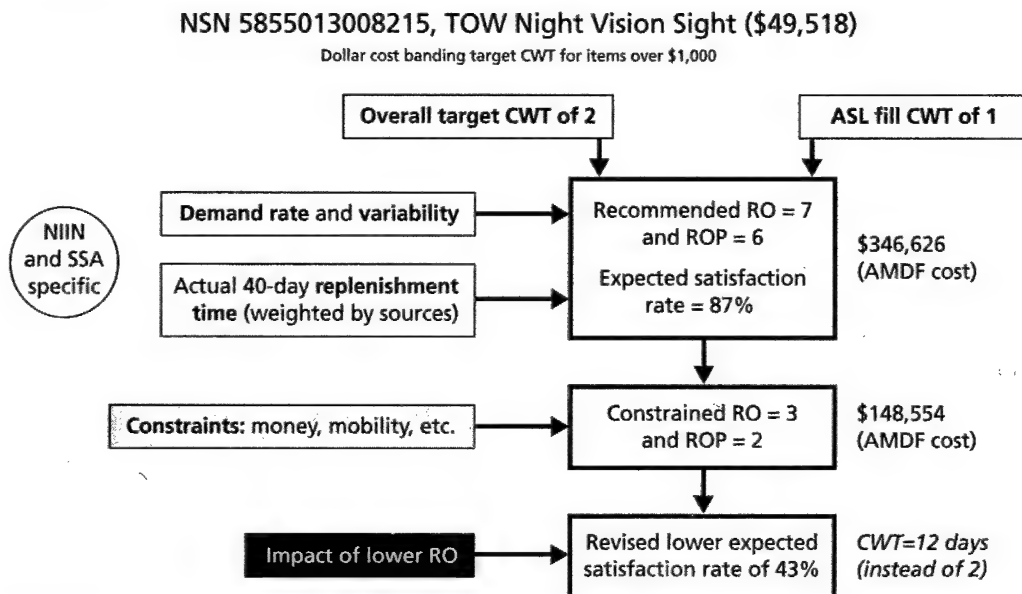 NSN 5855013008215, TOW Night Vision Sight ($49,518)
Dollar cost banding target CWT for items over $1,000
Overall target CWT of 2
ASL fill CWT of 1
NIIN
and SSA
specific
Demand rate and variability
Actual 40-day replenishment
time (weighted by sources)
Recommended RO = 7
and ROP = 6
Expected satisfaction
rate = 87%
$346,626
(AMDF cost)
Constraints: money, mobility, etc.
Constrained RO = 3
and ROP = 2
$148,554
(AMDF cost)
Impact of lower RO
Revised lower expected
satisfaction rate of 43%
CWT=12 days
(instead of 2)